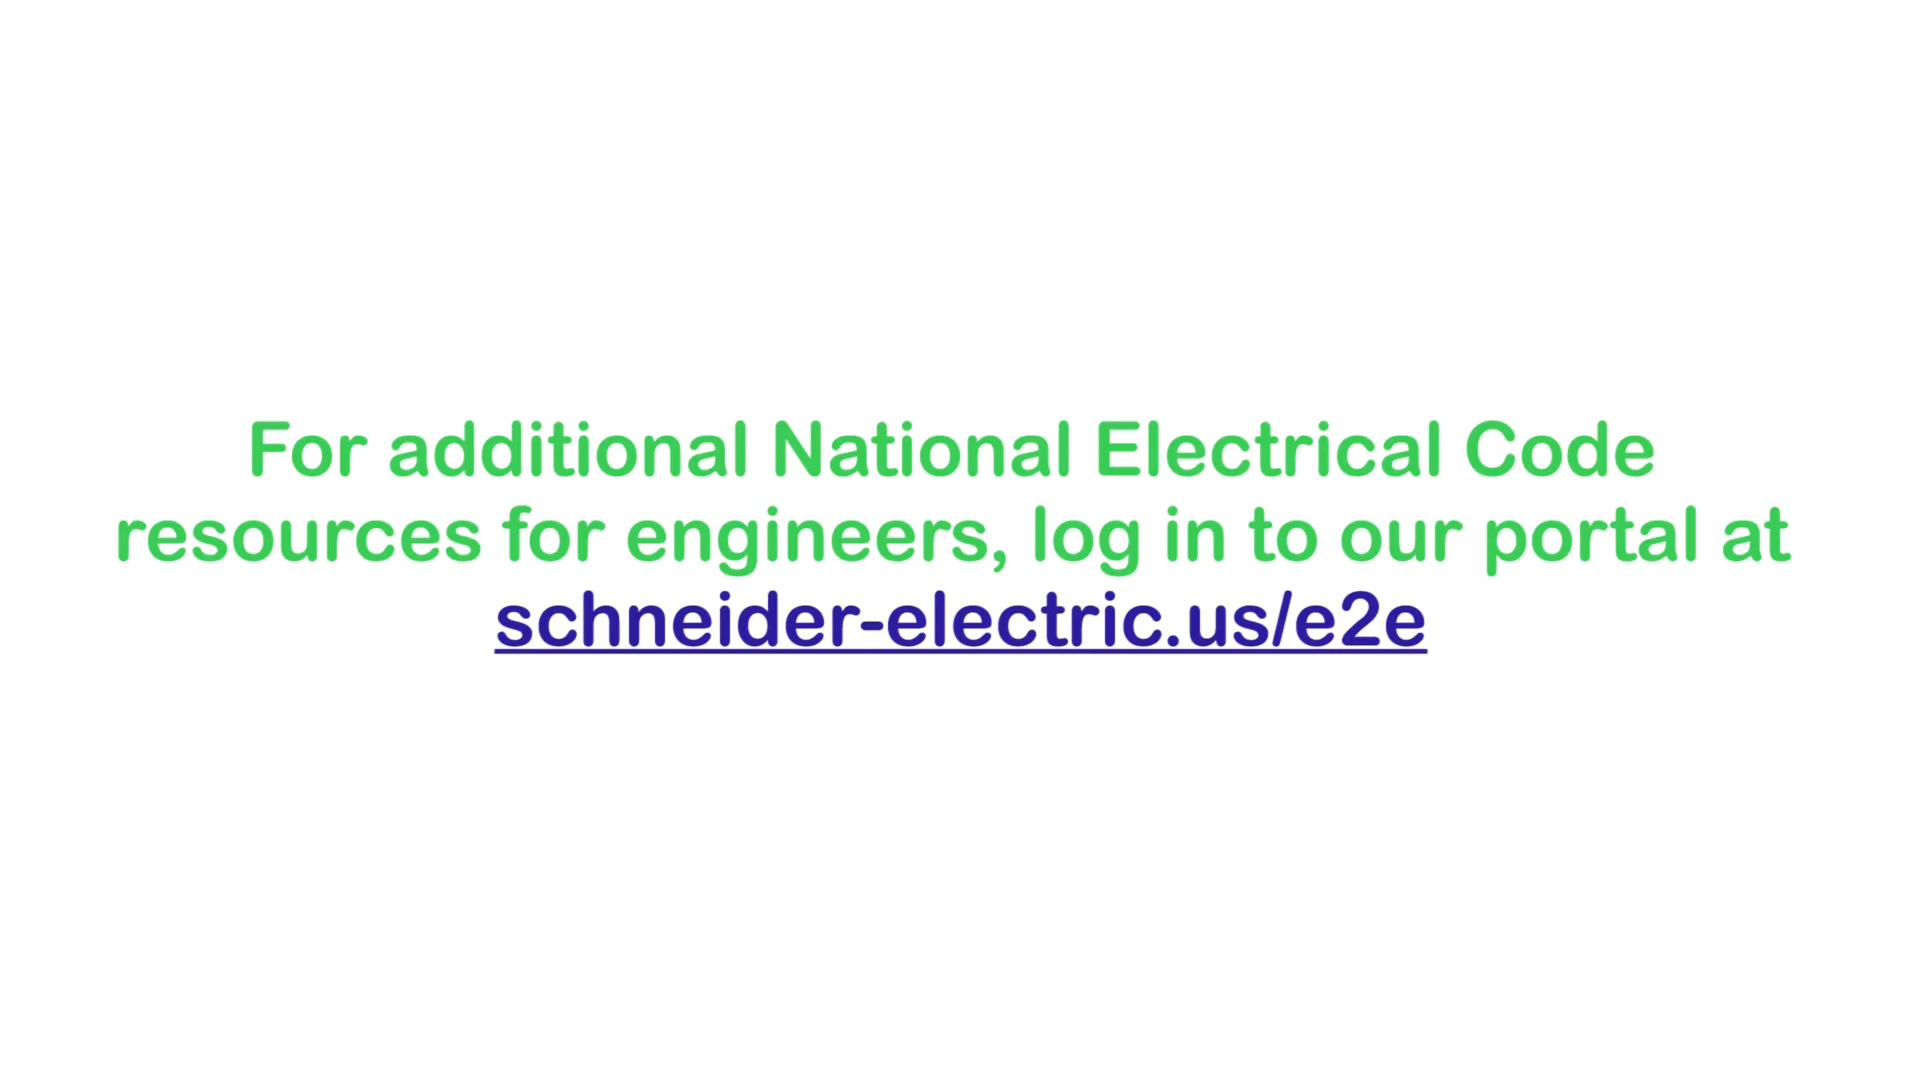 For additional National Electrical Code
resources for engineers, log in to our portal at
schneider-electric.us/e2e